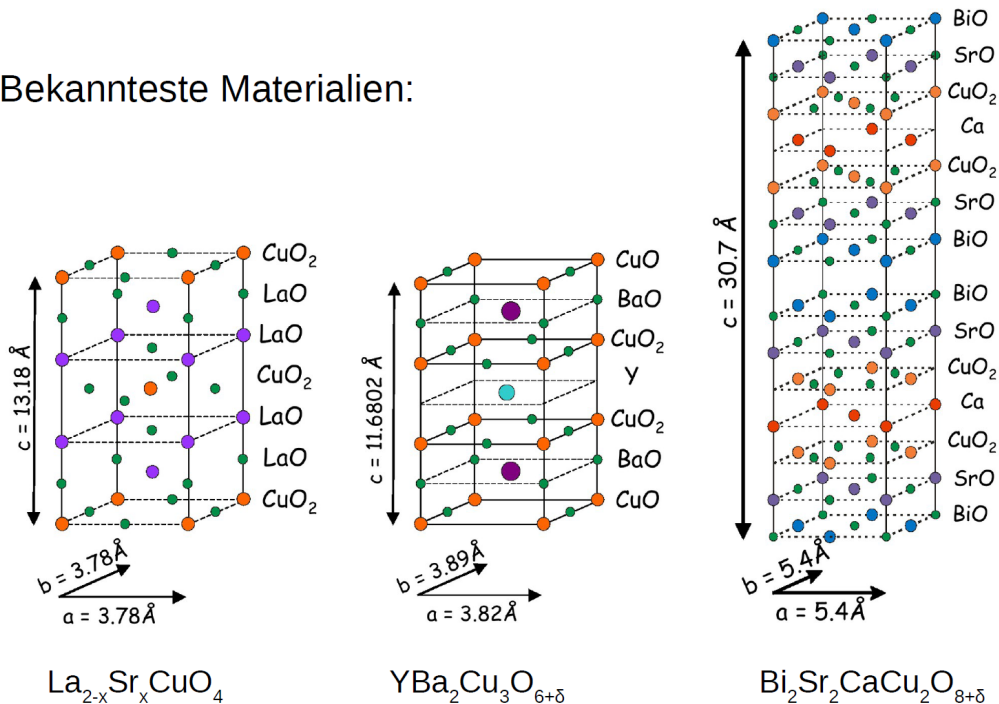 Bekannteste Materialien:
CuO₂
LaO
LaO
CuO₂
LaO
LaO
CuO₂
c = 13.18 Å
b = 3.78Å
a = 3.78Å
La₂₋ₓSrₓCuO₄
CuO
BaO
CuO₂
Y
CuO₂
BaO
CuO
c = 11.6802 Å
b = 3.89Å
a = 3.82Å
YBa₂Cu₃O₆₊δ
BiO
SrO
CuO₂
Ca
CuO₂
SrO
BiO
BiO
SrO
CuO₂
Ca
CuO₂
SrO
BiO
c = 30.7 Å
b = 5.4Å
a = 5.4Å
Bi₂Sr₂CaCu₂O₈₊δ